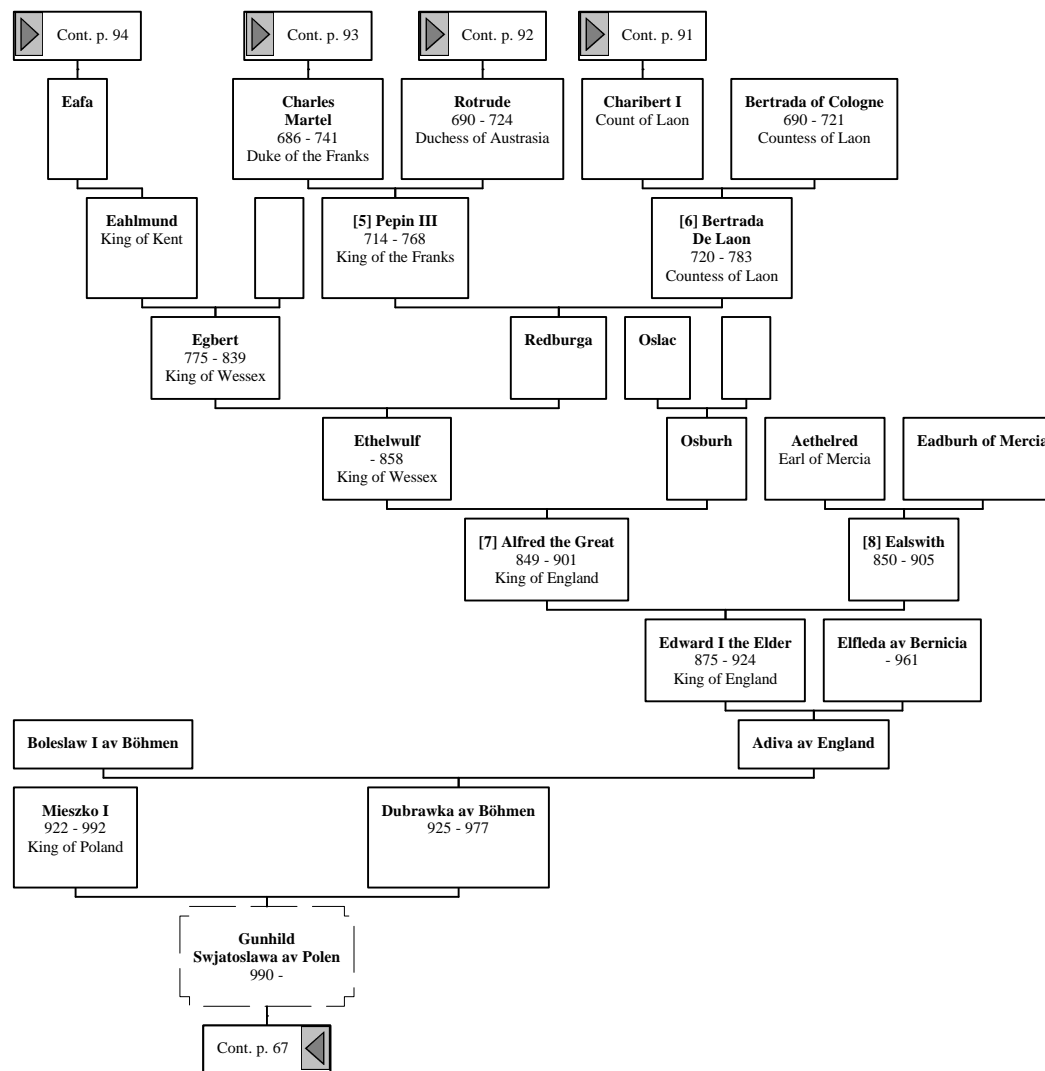 Cont. p. 94
Cont. p. 93
Cont. p. 92
Cont. p. 91
Eafa
Charles
Martel
686 - 741
Duke of the Franks
Rotrude
690 - 724
Duchess of Austrasia
Charibert I
Count of Laon
Bertrada of Cologne
690 - 721
Countess of Laon
Eahlmund
King of Kent
[5] Pepin III
714 - 768
King of the Franks
[6] Bertrada
De Laon
720 - 783
Countess of Laon
Egbert
775 - 839
King of Wessex
Redburga
Oslac
Ethelwulf
- 858
King of Wessex
Osburh
Aethelred
Earl of Mercia
Eadburh of Mercia
[7] Alfred the Great
849 - 901
King of England
[8] Ealswith
850 - 905
Edward I the Elder
875 - 924
King of England
Elfleda av Bernicia
- 961
Boleslaw I av Böhmen
Adiva av England
Mieszko I
922 - 992
King of Poland
Dubrawka av Böhmen
925 - 977
Gunhild
Swjatoslawa av Polen
990 -
Cont. p. 67